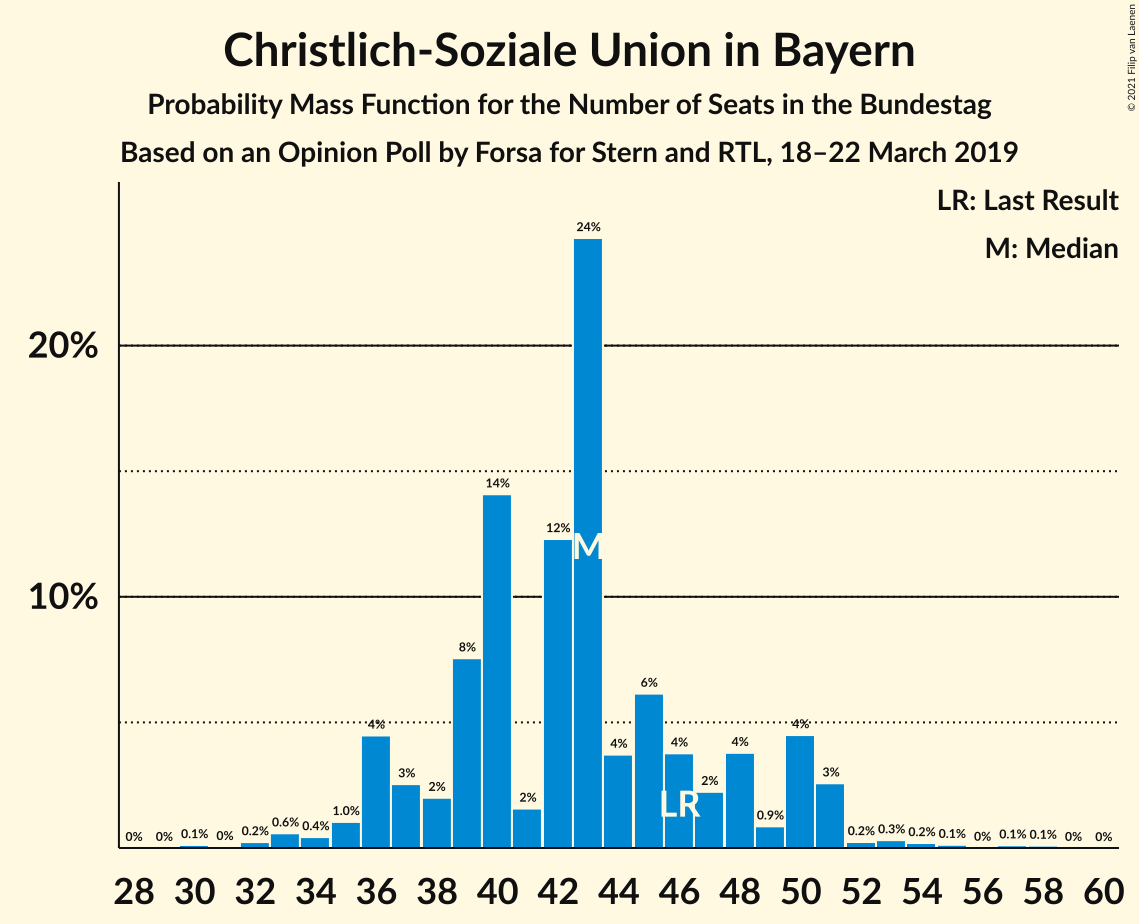 Christlich-Soziale Union in Bayern
Probability Mass Function for the Number of Seats in the Bundestag
Based on an Opinion Poll by Forsa for Stern and RTL, 18–22 March 2019
© 2021 Filip van Laenen
LR: Last Result
M: Median
20%
10%
0% 0% 0.1% 0% 0.2% 0.6% 0.4% 1.0% 4% 3% 2% 8% 14% 2% 12% 24% 4% 6% 4% 2% 4% 0.9% 4% 3% 0.2% 0.3% 0.2% 0.1% 0% 0.1% 0.1% 0% 0%
M
LR
28 30 32 34 36 38 40 42 44 46 48 50 52 54 56 58 60